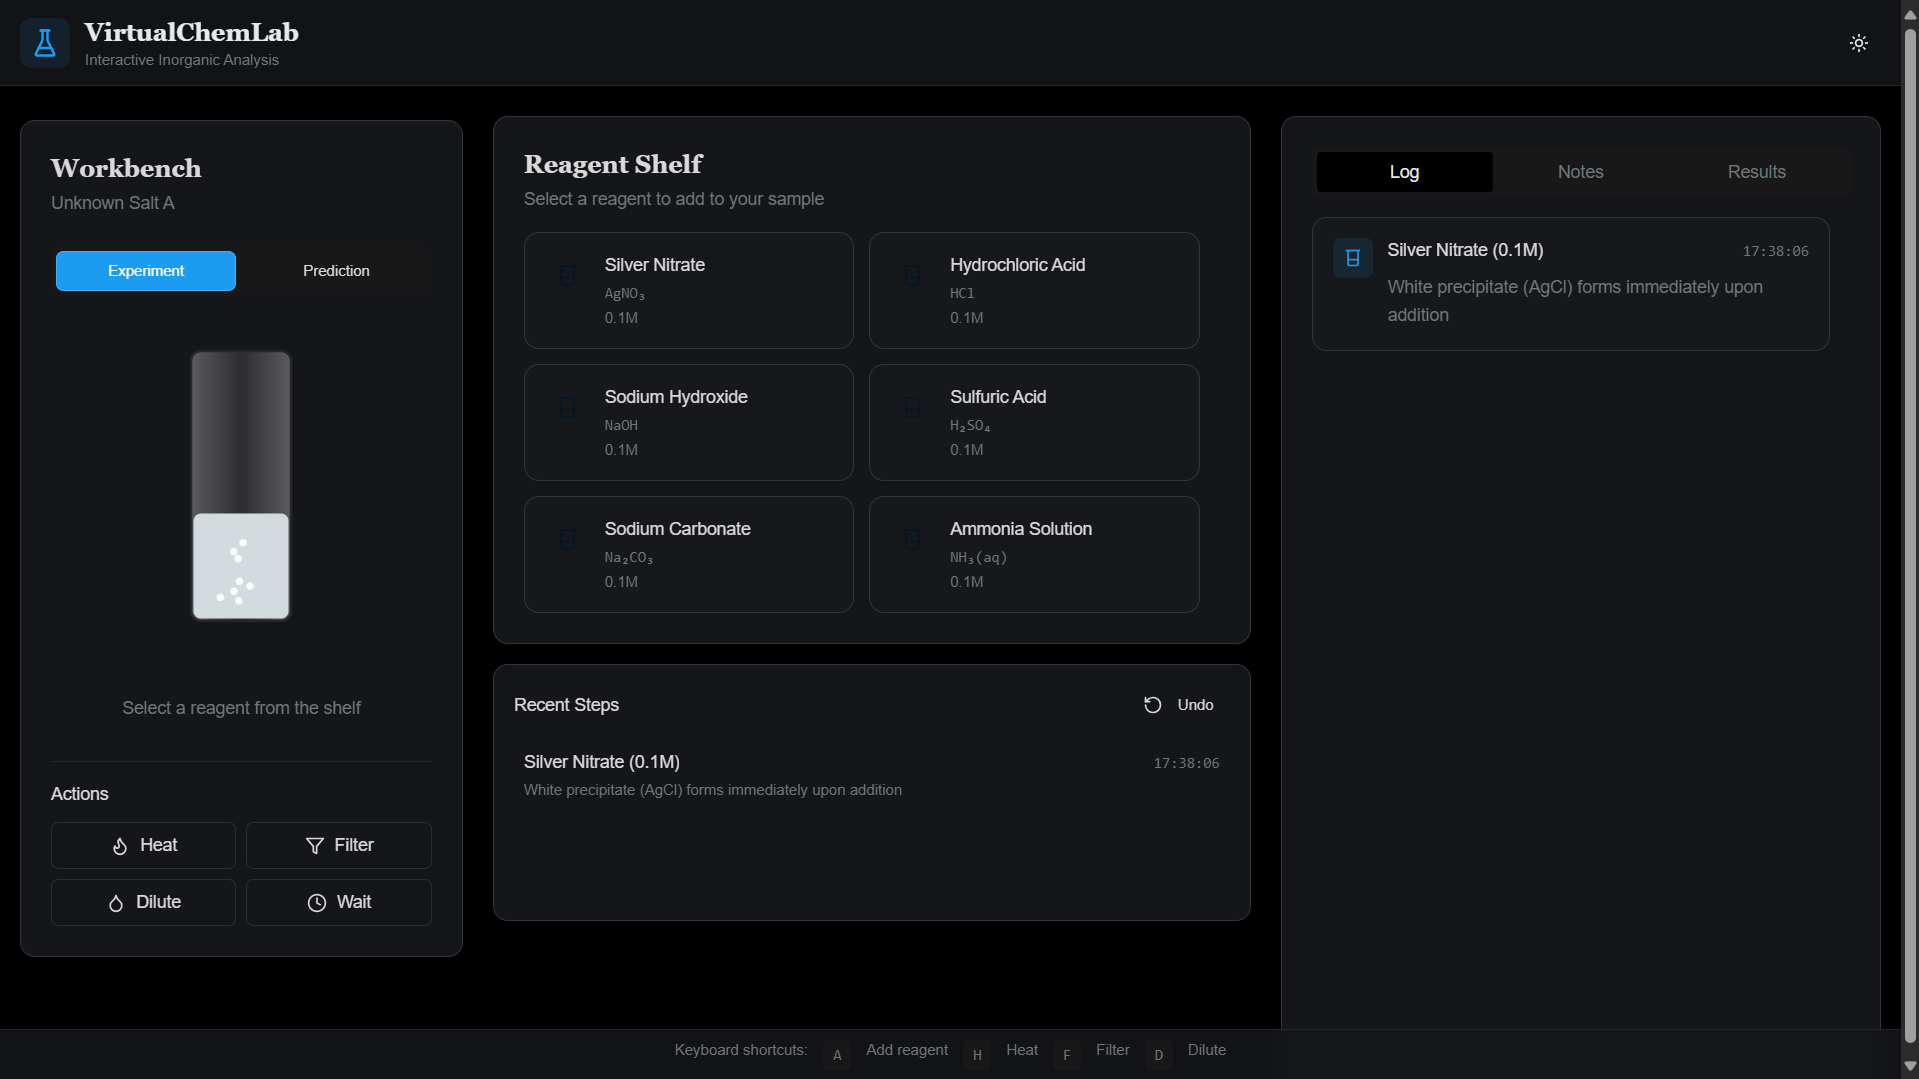 VirtualChemLab
Interactive Inorganic Analysis
Workbench
Unknown Salt A
Experiment
Prediction
Select a reagent from the shelf
Actions
Heat
Filter
Dilute
Wait
Reagent Shelf
Select a reagent to add to your sample
Silver Nitrate
AgNO₃
0.1M
Hydrochloric Acid
HCl
0.1M
Sodium Hydroxide
NaOH
0.1M
Sulfuric Acid
H₂SO₄
0.1M
Sodium Carbonate
Na₂CO₃
0.1M
Ammonia Solution
NH₃(aq)
0.1M
Recent Steps
Undo
Silver Nitrate (0.1M)
17:38:06
White precipitate (AgCl) forms immediately upon addition
Log
Notes
Results
Silver Nitrate (0.1M)
17:38:06
White precipitate (AgCl) forms immediately upon
addition
Keyboard shortcuts: A Add reagent H Heat F Filter D Dilute